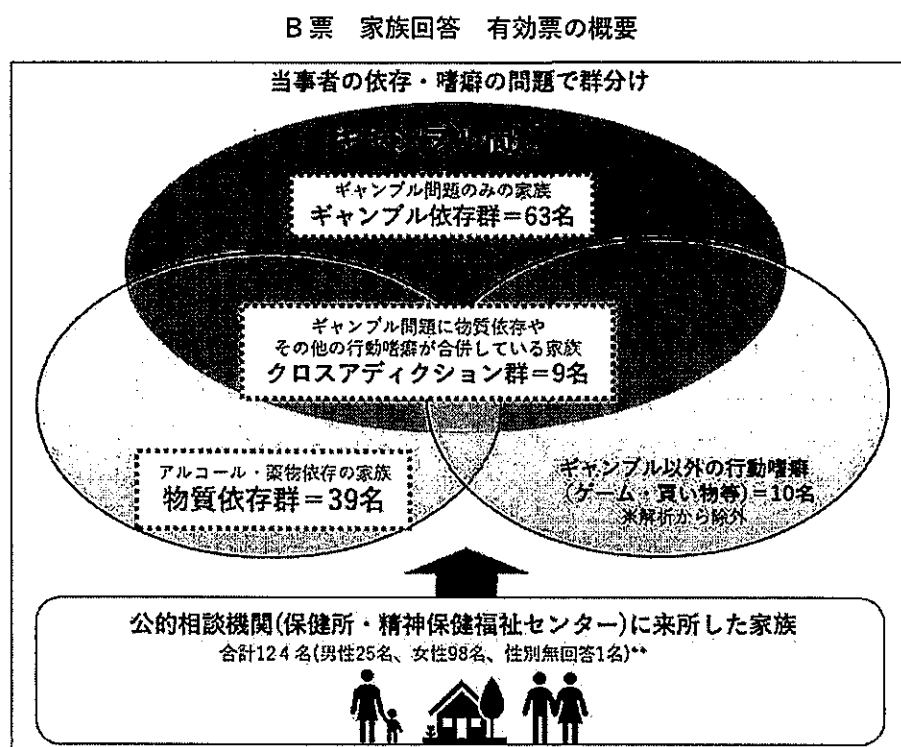 B票 家族回答 有効票の概要
当事者の依存・嗜癖の問題で群分け
ギャンブル問題
ギャンブル問題のみの家族
ギャンブル依存群=63名
ギャンブル問題に物質依存や
その他の行動嗜癖が合併している家族
クロスアディクション群=9名
アルコール・薬物依存の家族
物質依存群=39名
ギャンブル以外の行動嗜癖
(ゲーム・買い物等)=10名
※解析から除外
公的相談機関(保健所・精神保健福祉センター)に来所した家族
合計124名(男性25名、女性98名、性別無回答1名)**